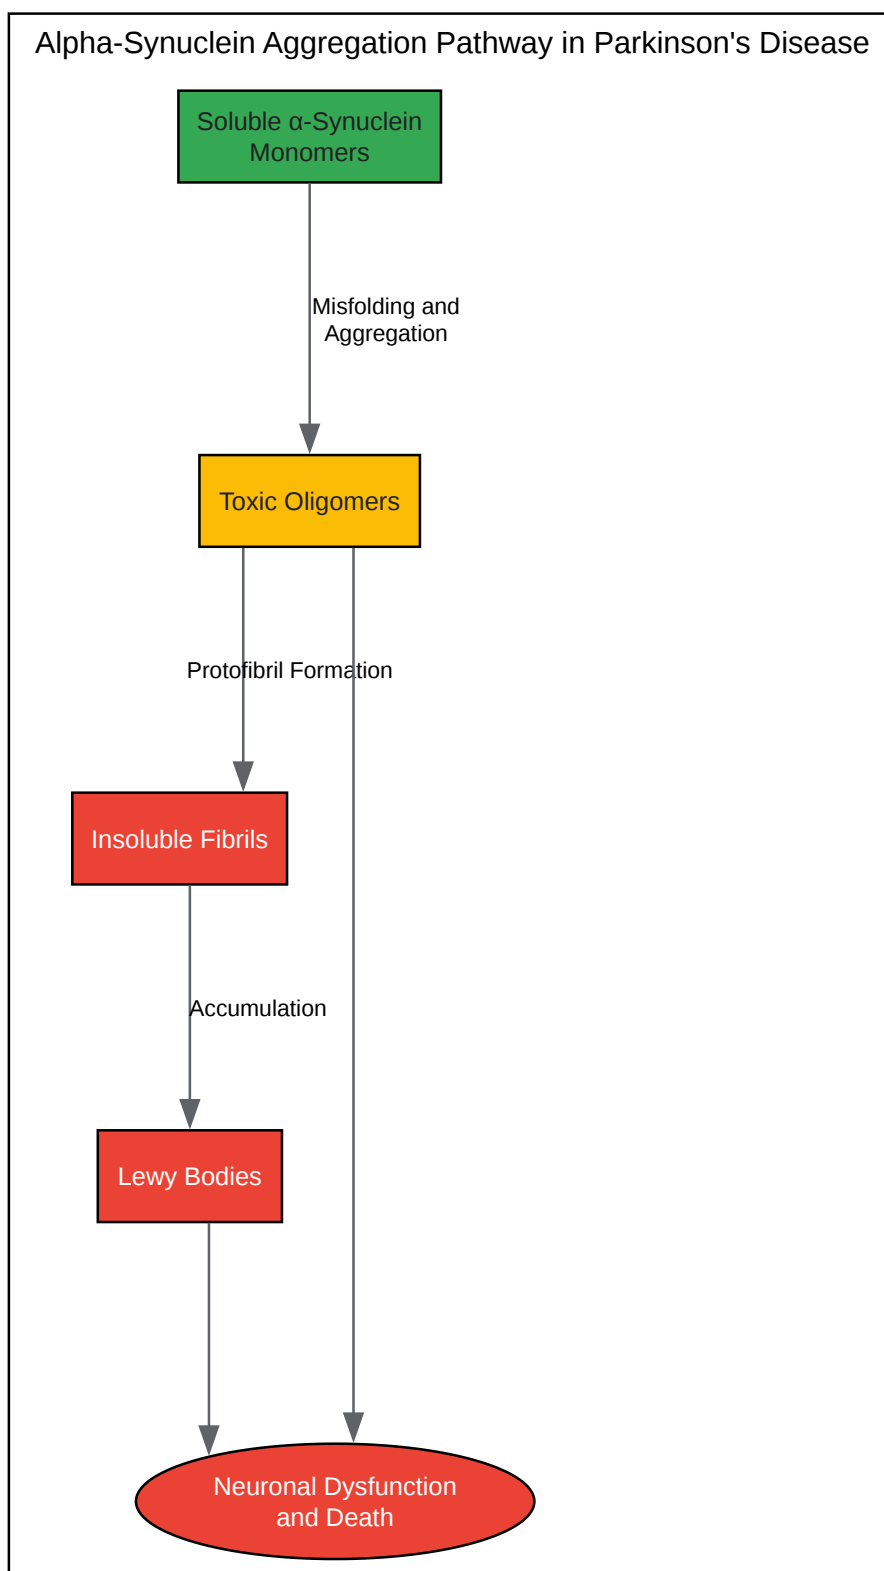 Alpha-Synuclein Aggregation Pathway in Parkinson's Disease
Soluble α-Synuclein
Monomers
Misfolding and
Aggregation
Toxic Oligomers
Protofibril Formation
Insoluble Fibrils
Accumulation
Lewy Bodies
Neuronal Dysfunction
and Death